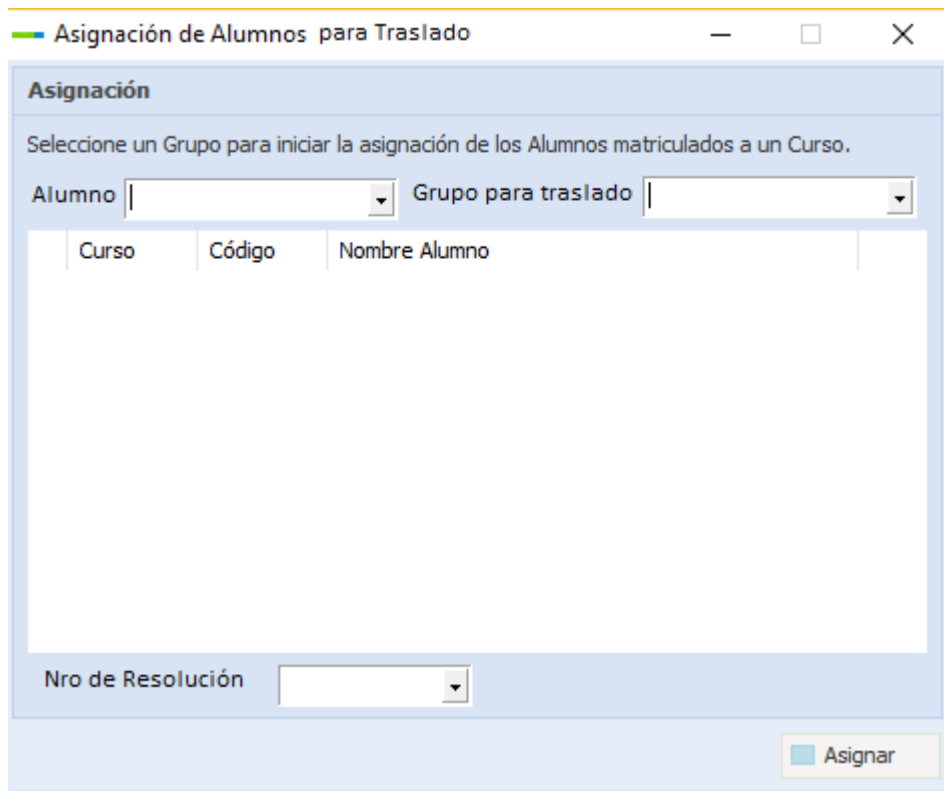 Asignación de Alumnos para Traslado
Asignación
Seleccione un Grupo para iniciar la asignación de los Alumnos matriculados a un Curso.
Alumno Grupo para traslado
Curso Código Nombre Alumno
Nro de Resolución
Asignar